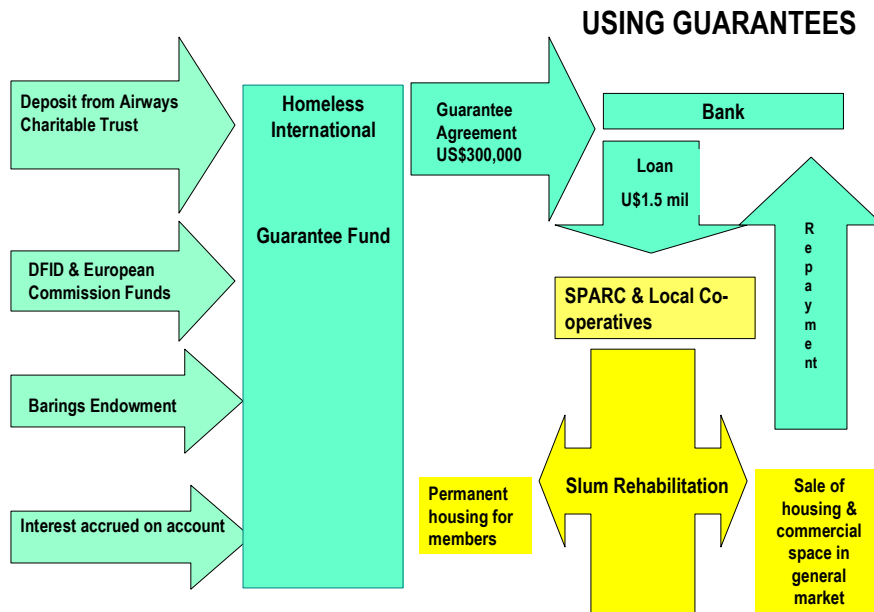 USING GUARANTEES
Deposit from Airways
Charitable Trust
DFID & European
Commission Funds
Barings Endowment
Interest accrued on account
Homeless
International
Guarantee Fund
Guarantee
Agreement
US$300,000
Bank
Loan
U$1.5 mil
Repayment
SPARC & Local Co-
operatives
Slum Rehabilitation
Permanent
housing for
members
Sale of
housing &
commercial
space in
general
market